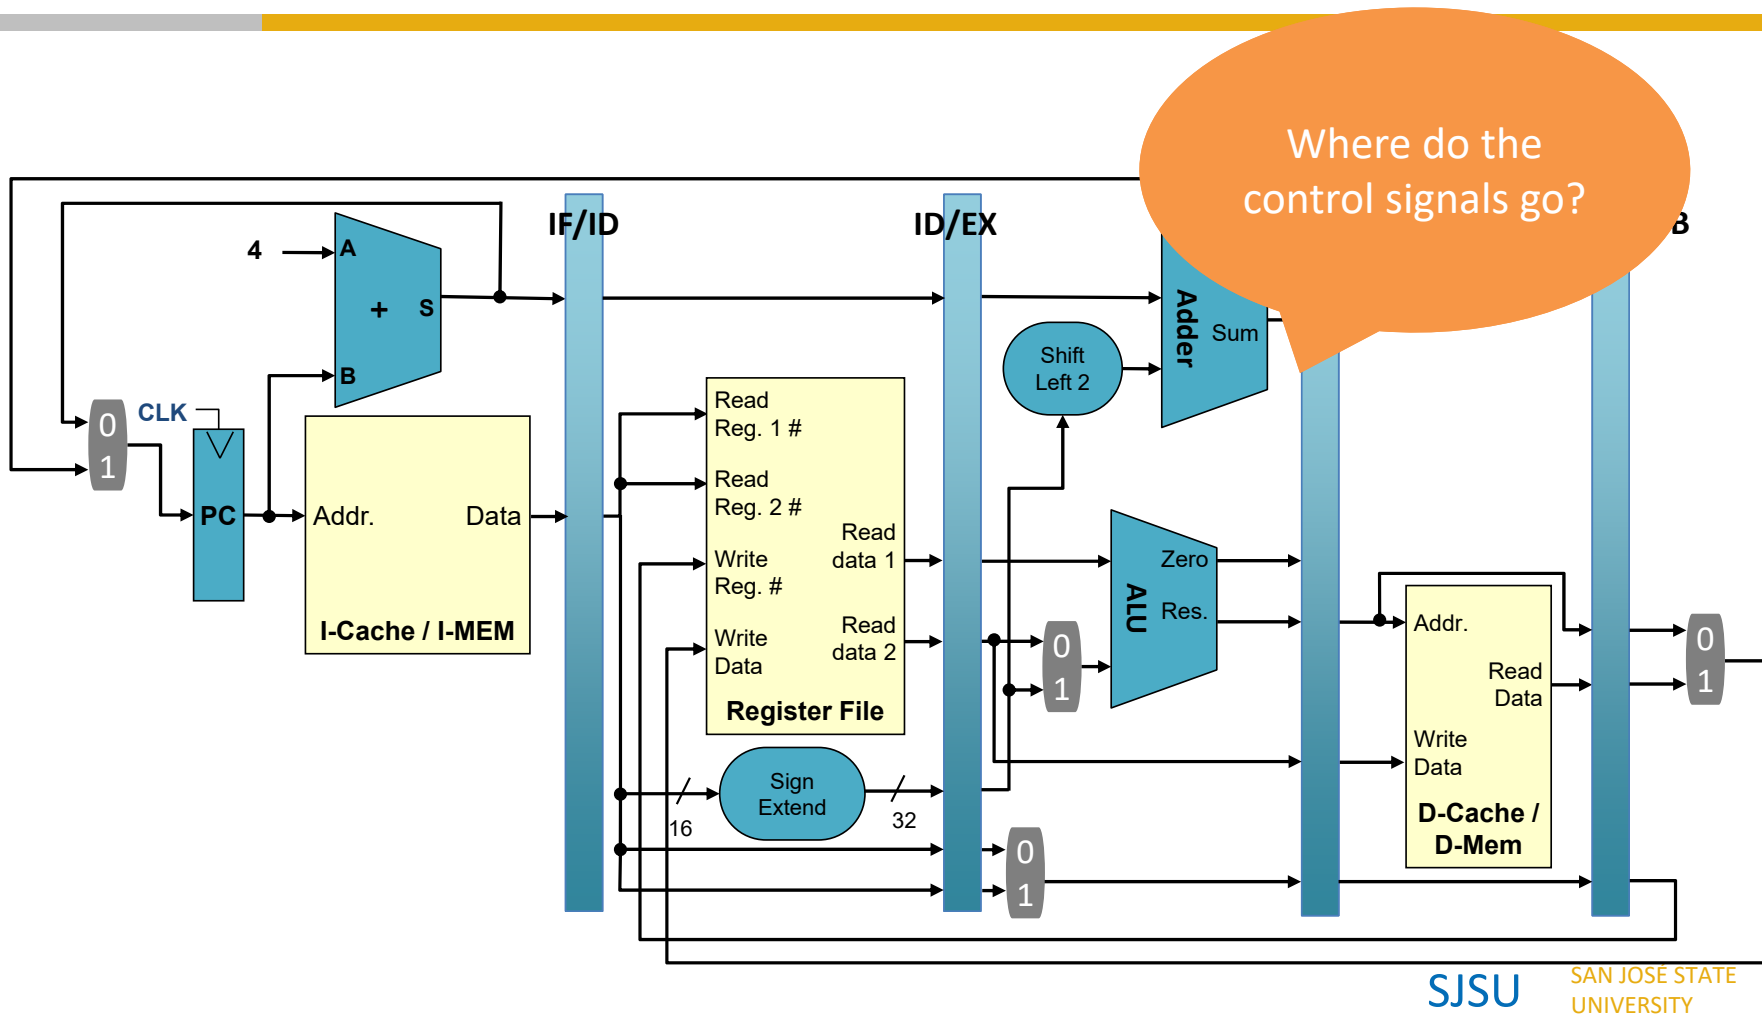 Where do the
control signals go?
IF/ID
ID/EX
B
4
A
+
S
B
Adder
Sum
Shift
Left 2
0
1
CLK
PC
Addr.
Data
I-Cache / I-MEM
Read
Reg. 1 #
Read
Reg. 2 #
Write
Reg. #
Write
Data
Read
data 1
Read
data 2
Register File
0
1
ALU
Zero
Res.
Addr.
Read
Data
Write
Data
D-Cache /
D-Mem
0
1
16
Sign
Extend
32
0
1
SJSU
SAN JOSÉ STATE
UNIVERSITY